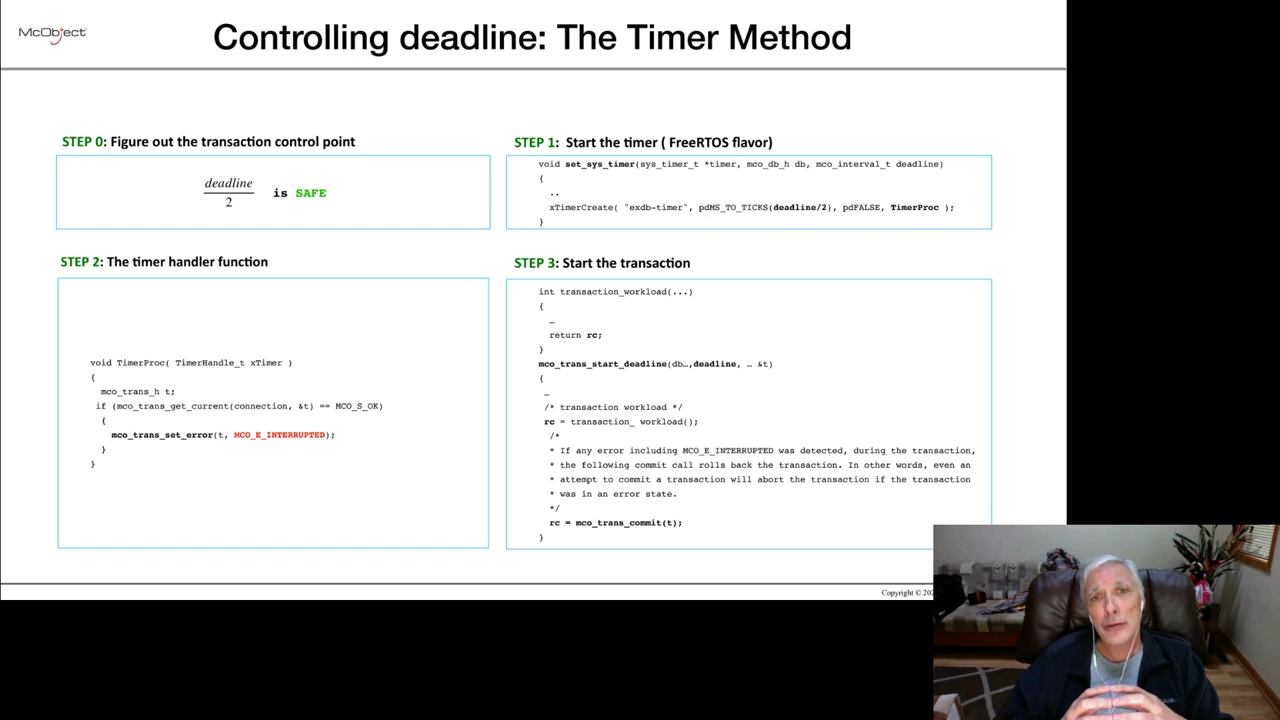 McObject
Controlling deadline: The Timer Method
STEP 0: Figure out the transaction control point
deadline
2
is SAFE
STEP 1: Start the timer ( FreeRTOS flavor)
void set_sys_timer(sys_timer_t *timer, mco_db_h db, mco_interval_t deadline)
{
..
xTimerCreate( "exdb-timer", pdMS_TO_TICKS(deadline/2), pdFALSE, TimerProc );
}
STEP 2: The timer handler function
void TimerProc( TimerHandle_t xTimer )
{
mco_trans_h t;
if (mco_trans_get_current(connection, &t) == MCO_S_OK)
{
mco_trans_set_error(t, MCO_E_INTERRUPTED);
}
}
STEP 3: Start the transaction
int transaction_workload(...)
{
…
return rc;
}
mco_trans_start_deadline(db…,deadline, … &t)
{
…
/* transaction workload */
rc = transaction_ workload();
/*
* If any error including MCO_E_INTERRUPTED was detected, during the transaction,
* the following commit call rolls back the transaction. In other words, even an
* attempt to commit a transaction will abort the transaction if the transaction
* was in an error state.
*/
rc = mco_trans_commit(t);
}
Copyright ©